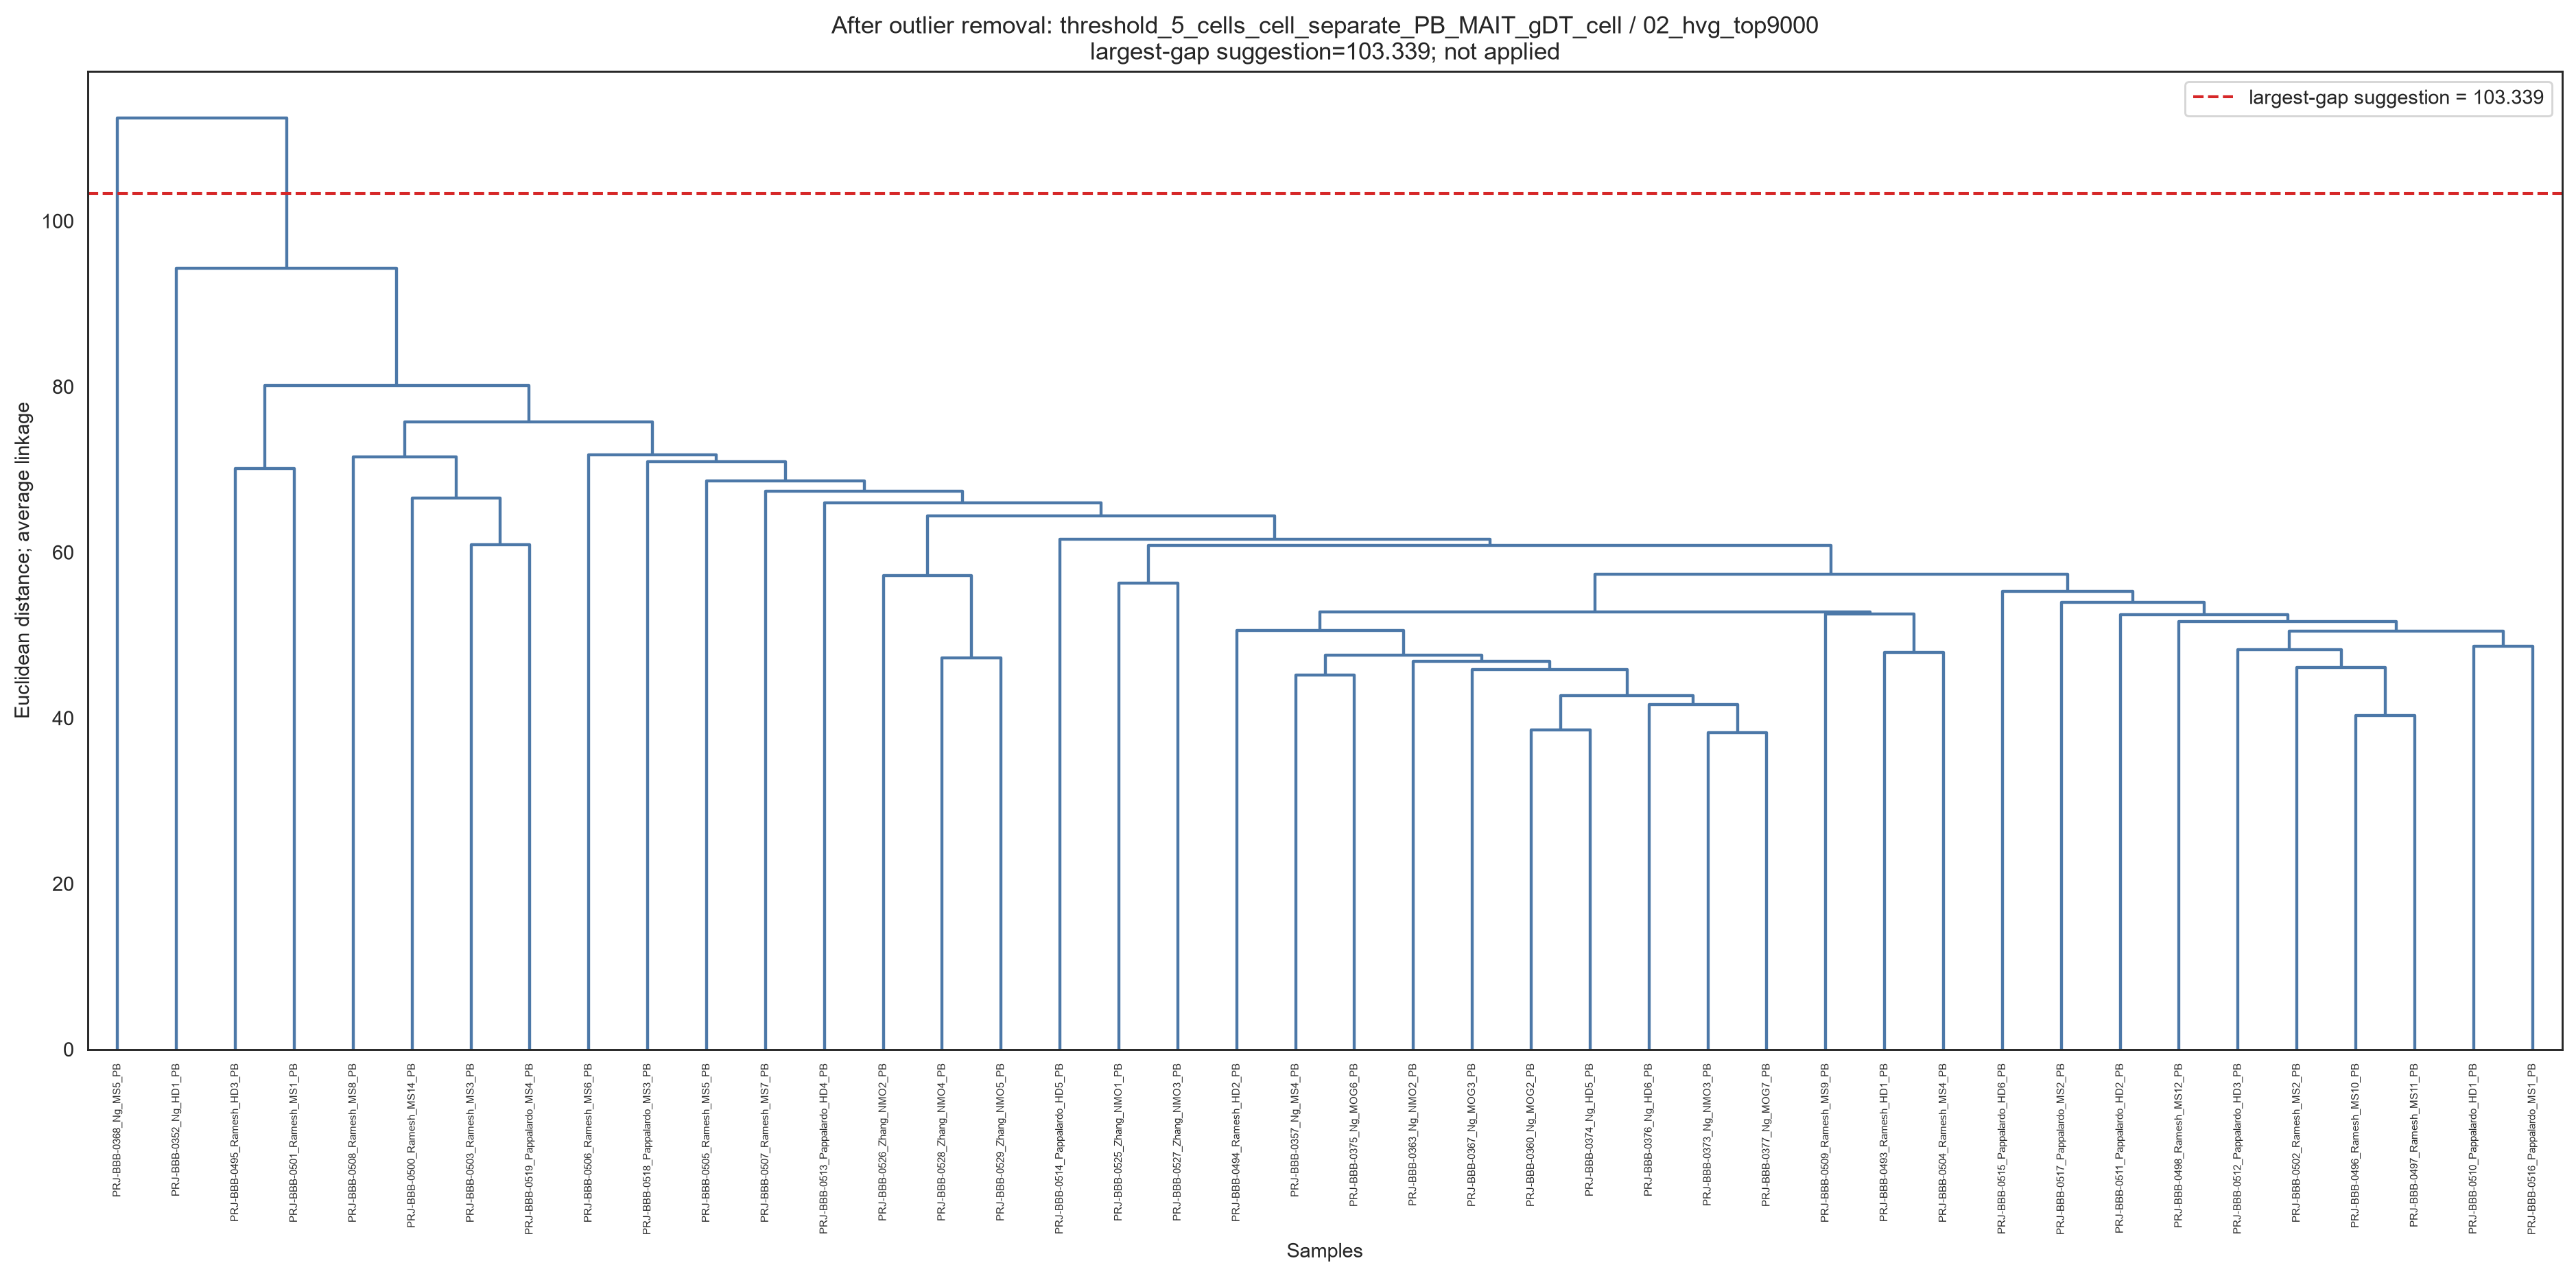 After outlier removal: threshold_5_cells_cell_separate_PB_MAIT_gDT_cell / 02_hvg_top9000
largest-gap suggestion=103.339; not applied
largest-gap suggestion = 103.339
Euclidean distance; average linkage
100
80
60
40
20
0
PRJ-BBB-0368_Ng_MS5_PB
PRJ-BBB-0352_Ng_HD1_PB
PRJ-BBB-0495_Ramesh_HD3_PB
PRJ-BBB-0501_Ramesh_MS1_PB
PRJ-BBB-0508_Ramesh_MS8_PB
PRJ-BBB-0500_Ramesh_MS14_PB
PRJ-BBB-0503_Ramesh_MS3_PB
PRJ-BBB-0519_Pappalardo_MS4_PB
PRJ-BBB-0506_Ramesh_MS6_PB
PRJ-BBB-0518_Pappalardo_MS3_PB
PRJ-BBB-0505_Ramesh_MS5_PB
PRJ-BBB-0507_Ramesh_MS7_PB
PRJ-BBB-0513_Pappalardo_HD4_PB
PRJ-BBB-0526_Zhang_NMO2_PB
PRJ-BBB-0528_Zhang_NMO4_PB
PRJ-BBB-0529_Zhang_NMO5_PB
PRJ-BBB-0514_Pappalardo_HD5_PB
PRJ-BBB-0525_Zhang_NMO1_PB
PRJ-BBB-0527_Zhang_NMO3_PB
PRJ-BBB-0494_Ramesh_HD2_PB
PRJ-BBB-0357_Ng_MS4_PB
PRJ-BBB-0375_Ng_MOG6_PB
PRJ-BBB-0363_Ng_NMO2_PB
PRJ-BBB-0367_Ng_MOG3_PB
PRJ-BBB-0360_Ng_MOG2_PB
PRJ-BBB-0374_Ng_HD5_PB
PRJ-BBB-0376_Ng_HD6_PB
PRJ-BBB-0373_Ng_NMO3_PB
PRJ-BBB-0377_Ng_MOG7_PB
PRJ-BBB-0509_Ramesh_MS9_PB
PRJ-BBB-0493_Ramesh_HD1_PB
PRJ-BBB-0504_Ramesh_MS4_PB
PRJ-BBB-0515_Pappalardo_HD6_PB
PRJ-BBB-0517_Pappalardo_MS2_PB
PRJ-BBB-0511_Pappalardo_HD2_PB
PRJ-BBB-0498_Ramesh_MS12_PB
PRJ-BBB-0512_Pappalardo_HD3_PB
PRJ-BBB-0502_Ramesh_MS2_PB
PRJ-BBB-0496_Ramesh_MS10_PB
PRJ-BBB-0497_Ramesh_MS11_PB
PRJ-BBB-0510_Pappalardo_HD1_PB
PRJ-BBB-0516_Pappalardo_MS1_PB
Samples